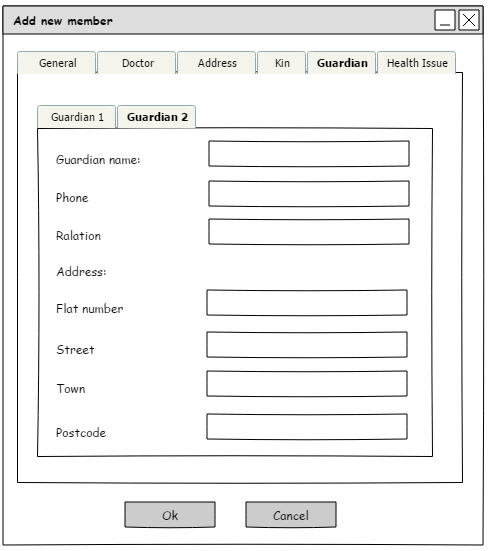 Add new member
General Doctor Address Kin Guardian Health Issue
Guardian 1 Guardian 2
Guardian name:
Phone
Ralation
Address:
Flat number
Street
Town
Postcode
Ok Cancel